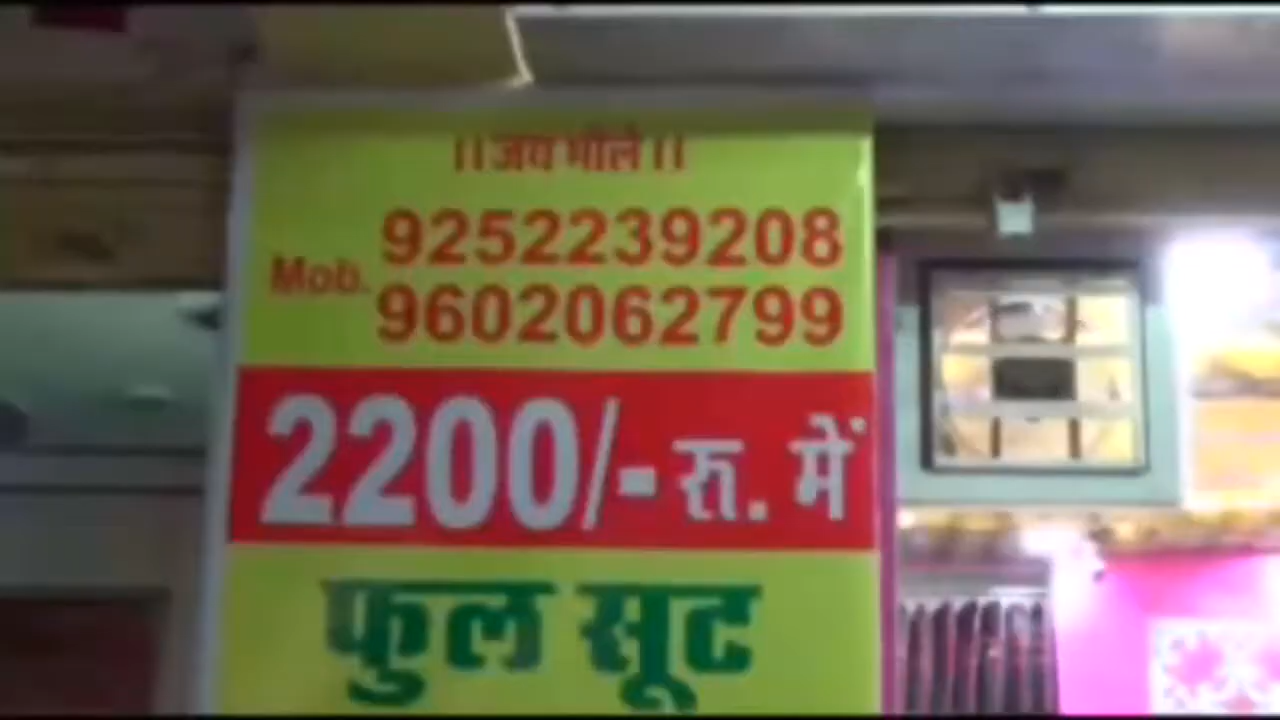 ।। जय भोले ।।
Mob. 9252239208
9602062799
2200/- रु. में
फुल सूट